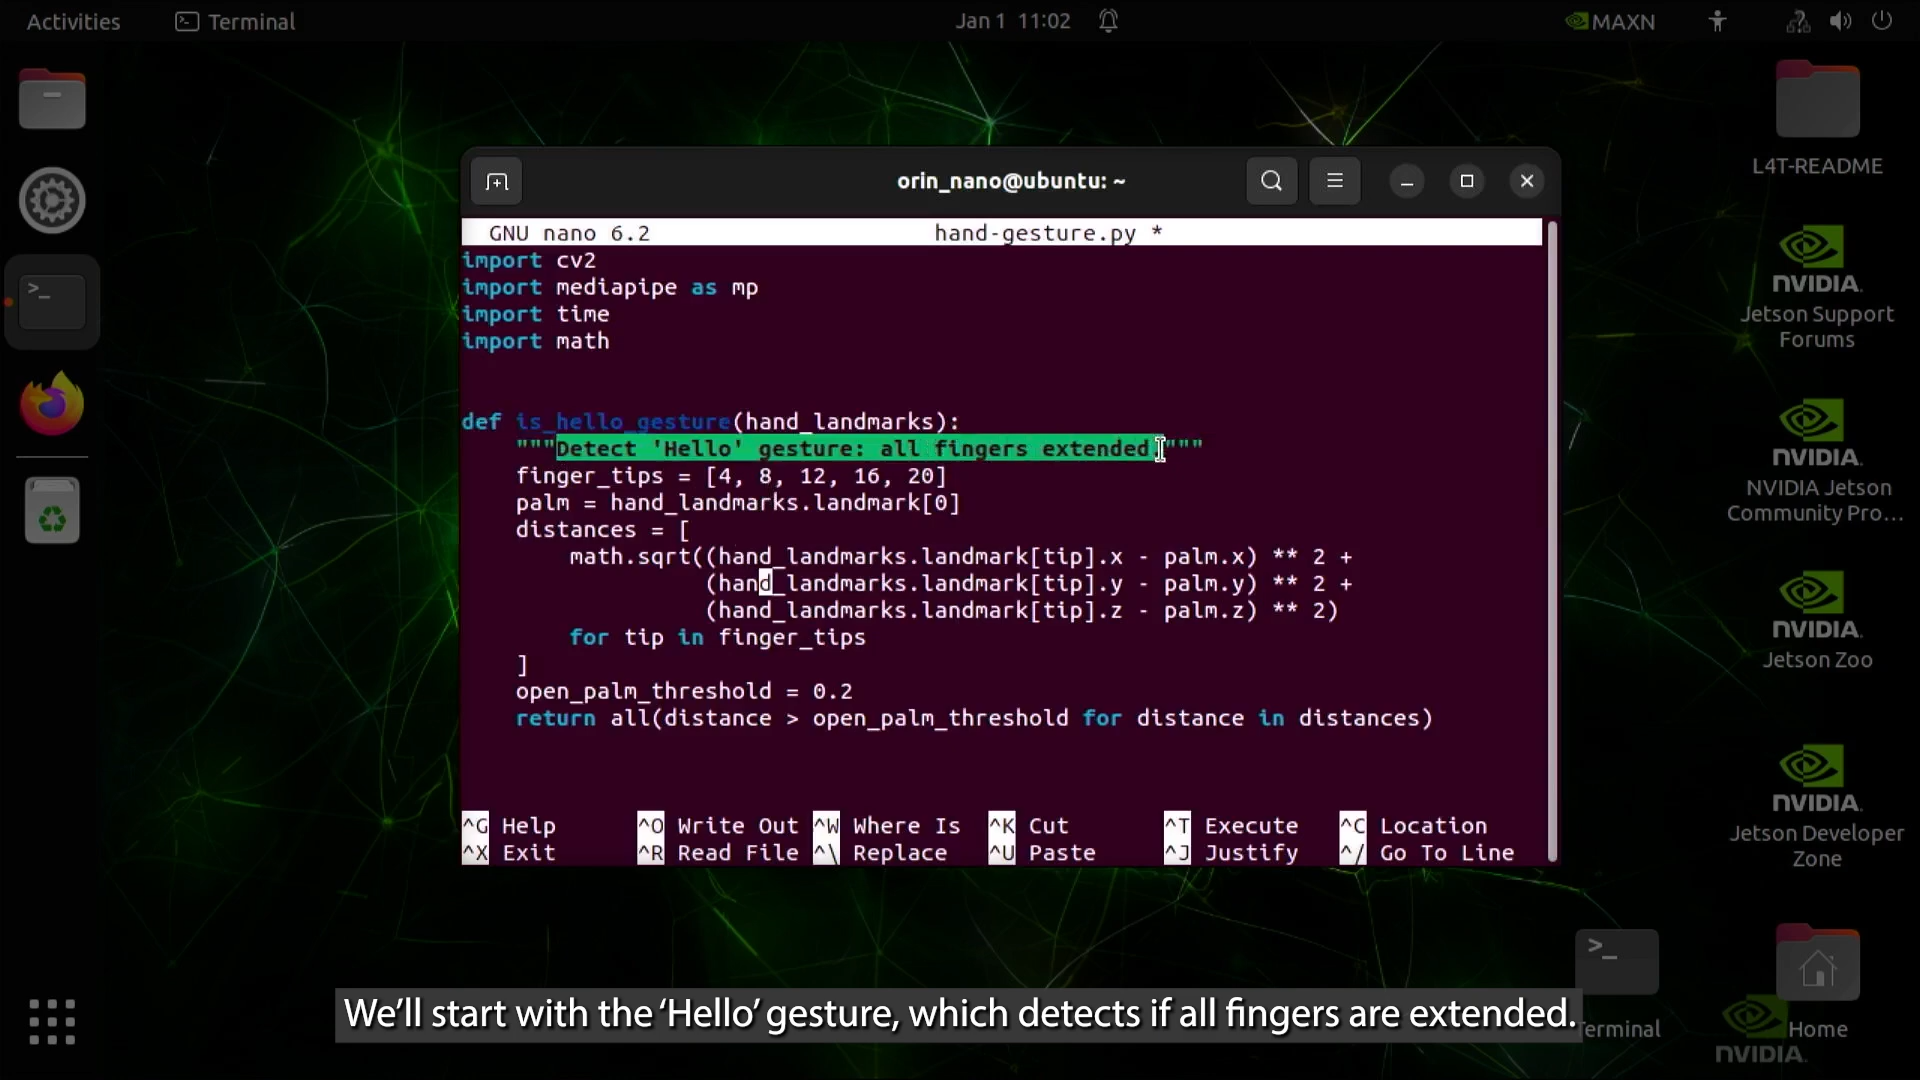 Activities
Terminal
Jan 1 11:02
MAXN
L4T-README
orin_nano@ubuntu: ~
GNU nano 6.2 hand-gesture.py *
import cv2
import mediapipe as mp
import time
import math
def is_hello_gesture(hand_landmarks):
"""Detect 'Hello' gesture: all fingers extended."""
finger_tips = [4, 8, 12, 16, 20]
palm = hand_landmarks.landmark[0]
distances = [
math.sqrt((hand_landmarks.landmark[tip].x - palm.x) ** 2 +
(hand_landmarks.landmark[tip].y - palm.y) ** 2 +
(hand_landmarks.landmark[tip].z - palm.z) ** 2)
for tip in finger_tips
]
open_palm_threshold = 0.2
return all(distance > open_palm_threshold for distance in distances)
^G Help ^O Write Out ^W Where Is ^K Cut ^T Execute ^C Location
^X Exit ^R Read File ^\ Replace ^U Paste ^J Justify ^/ Go To Line
NVIDIA.
Jetson Support
Forums
NVIDIA.
NVIDIA Jetson
Community Pro...
NVIDIA.
Jetson Zoo
NVIDIA.
Jetson Developer
Zone
Terminal
Home
NVIDIA.
We'll start with the 'Hello' gesture, which detects if all fingers are extended.